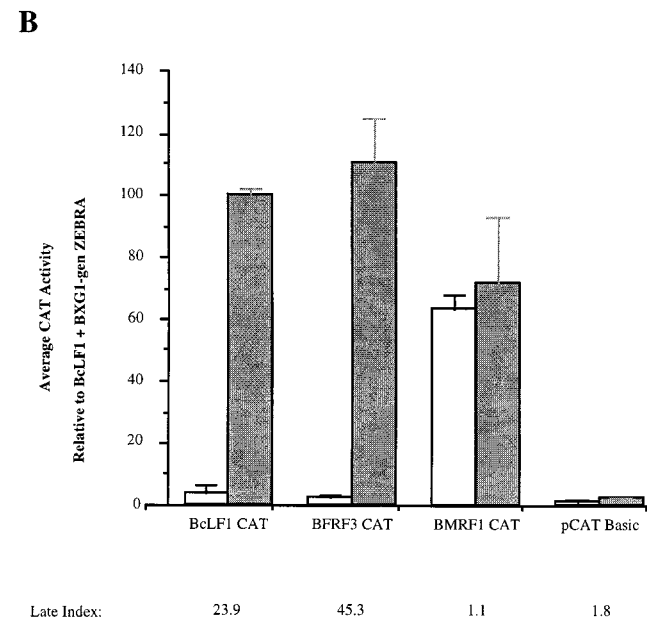 B
140
120
100
80
60
40
20
0
Average CAT Activity
Relative to BcLF1 + BXG1-gen ZEBRA
BcLF1 CAT BFRF3 CAT BMRF1 CAT pCAT Basic
Late Index: 23.9 45.3 1.1 1.8